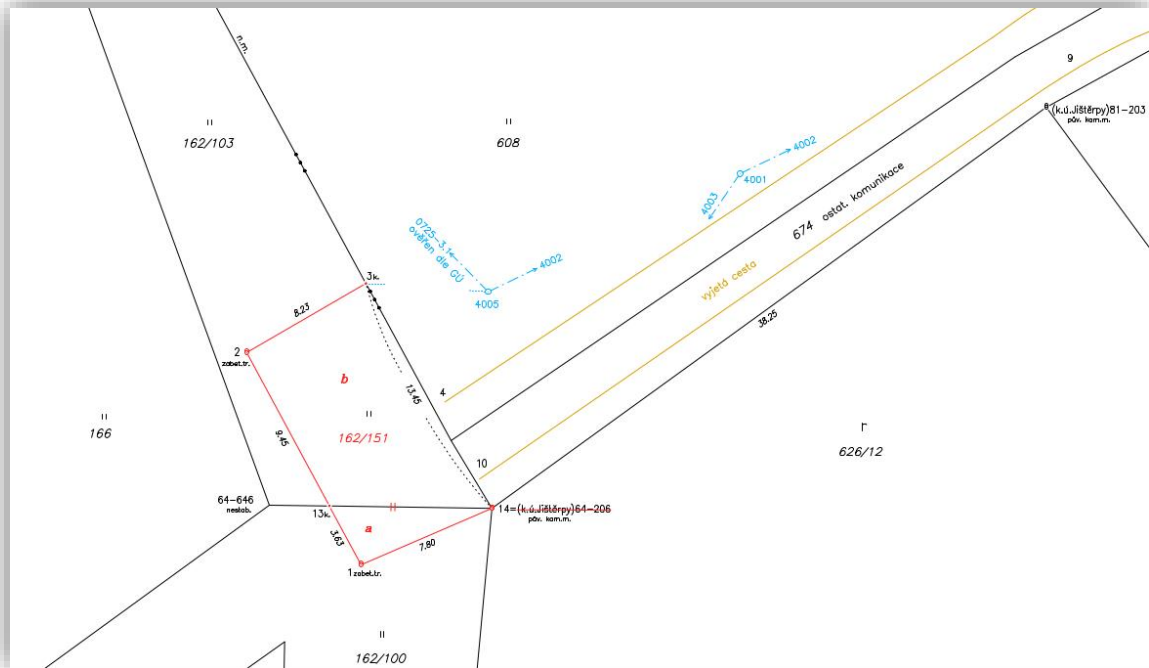 n.m.
9
(k.ú.Jištěrpy)81-203
pův. kam.m.
162/103
608
4002
4001
4003
674 ostat. komunikace
0725-3.1
ověřen dle GÚ
4002
4005
3k.
vyjetá cesta
8.23
38.25
2
zabet.tr.
b
13.45
4
162/151
166
9.45
626/12
10
64-646
neslab.
13k.
14=(k.ú.Jištěrpy)64-206
pův. kam.m.
a
3.63
7.80
1 zabet.tr.
162/100